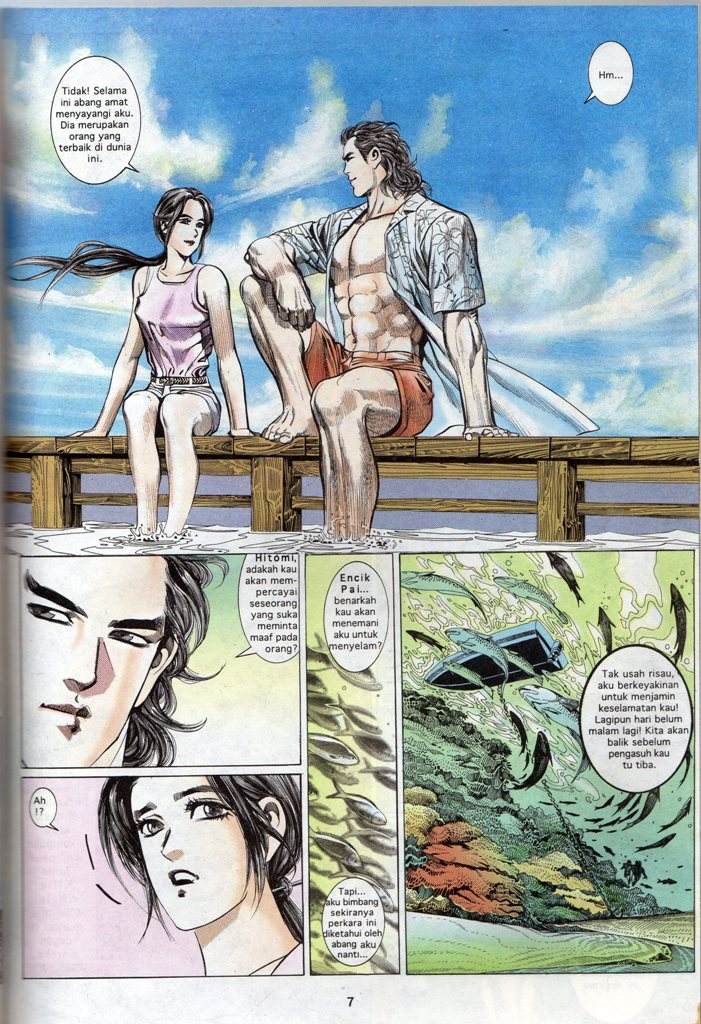 Tidak! Selama
ini abang amat
menyayangi aku.
Dia merupakan
orang yang
terbaik di dunia
ini.
Hm...
Hitomi,
adakah kau
akan mem-
percayai
seseorang
yang suka
meminta
maaf pada
orang?
Ah
!?
Encik
Pai...
benarkah
kau akan
menemani
aku untuk
menyelam?
Tapi...
aku bimbang
sekiranya
perkara ini
diketahui oleh
abang aku
nanti...
Tak usah risau,
aku berkeyakinan
untuk menjamin
keselamatan kau!
Lagipun hari belum
malam lagi! Kita akan
balik sebelum
pengasuh kau
tu tiba.
7